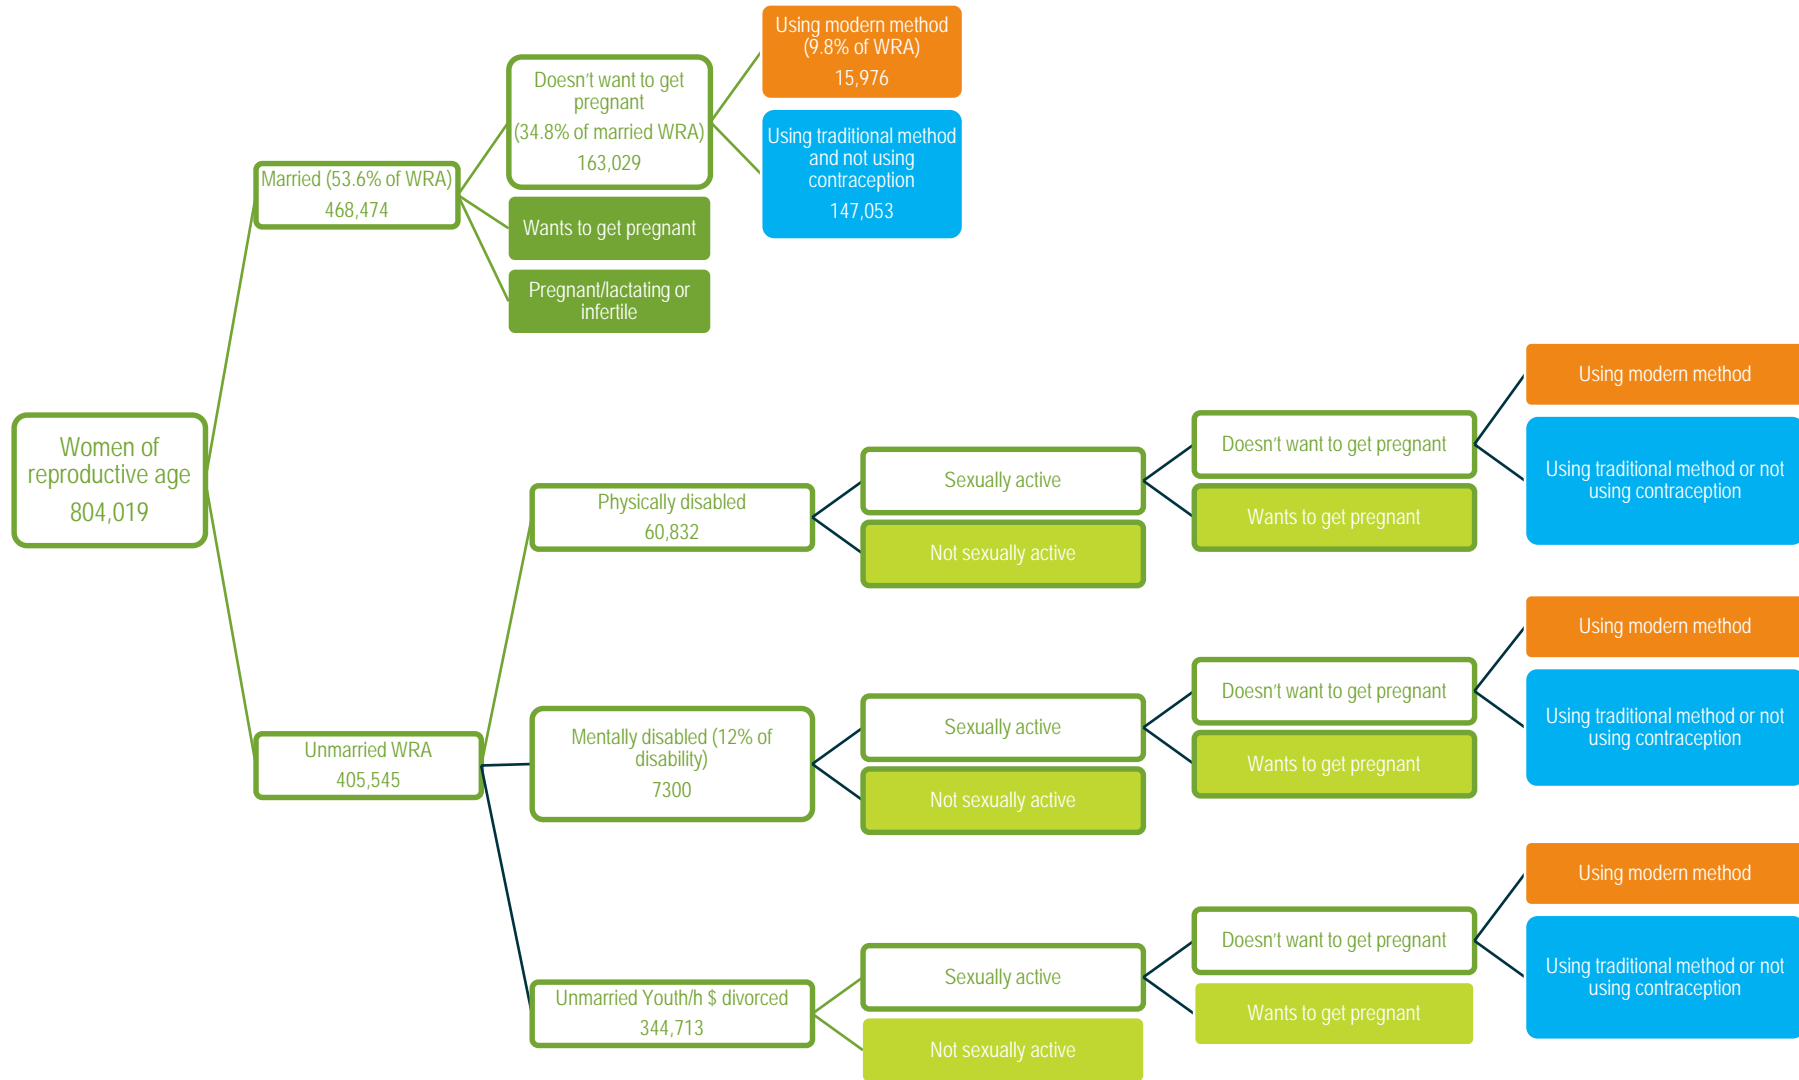 Women of
reproductive age
804,019
Married (53.6% of WRA)
468,474
Doesn't want to get
pregnant
(34.8% of married WRA)
163,029
Using modern method
(9.8% of WRA)
15,976
Using traditional method
and not using
contraception
147,053
Wants to get pregnant
Pregnant/lactating or
infertile
Unmarried WRA
405,545
Physically disabled
60,832
Sexually active
Doesn't want to get pregnant
Using modern method
Using traditional method or not
using contraception
Wants to get pregnant
Not sexually active
Mentally disabled (12% of
disability)
7300
Sexually active
Doesn't want to get pregnant
Using modern method
Using traditional method or not
using contraception
Wants to get pregnant
Not sexually active
Unmarried Youth/h $ divorced
344,713
Sexually active
Doesn't want to get pregnant
Using modern method
Using traditional method or not
using contraception
Wants to get pregnant
Not sexually active